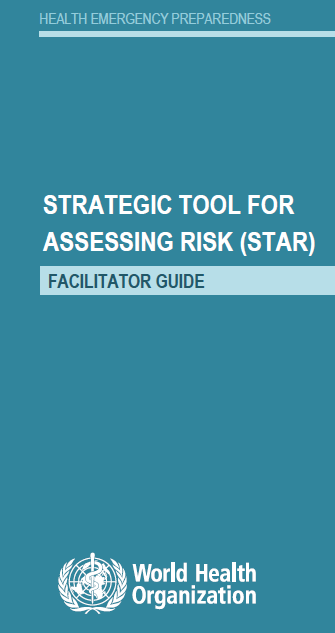 HEALTH EMERGENCY PREPAREDNESS
STRATEGIC TOOL FOR
ASSESSING RISK (STAR)
FACILITATOR GUIDE
World Health
Organization